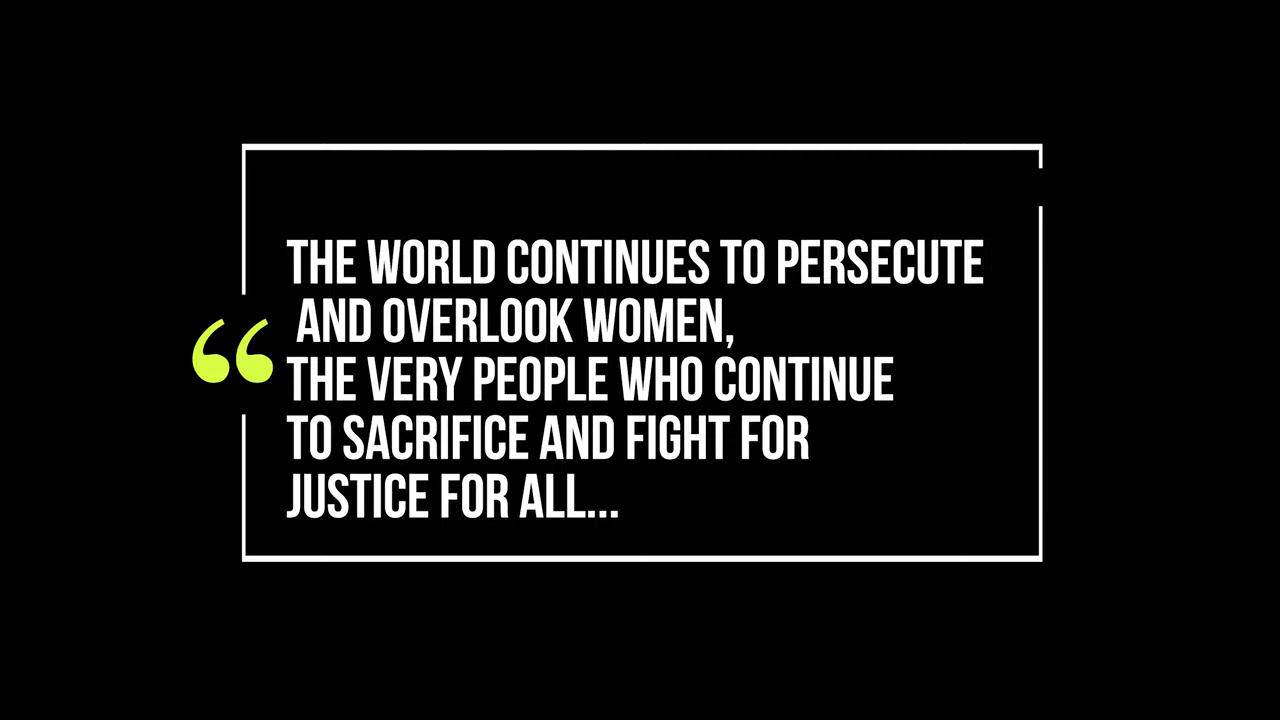 “
THE WORLD CONTINUES TO PERSECUTE
AND OVERLOOK WOMEN,
THE VERY PEOPLE WHO CONTINUE
TO SACRIFICE AND FIGHT FOR
JUSTICE FOR ALL...